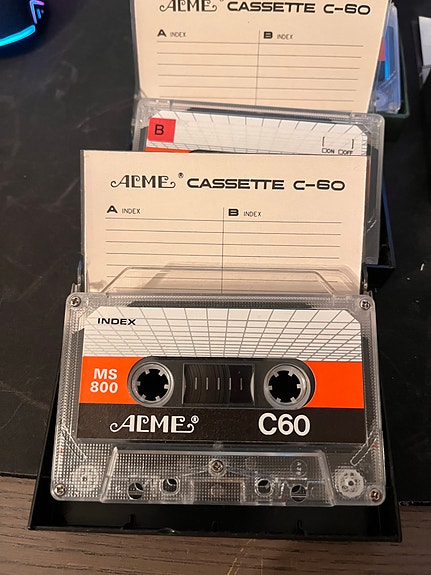 ACME® CASSETTE C-60
A INDEX B INDEX
B
[ ]
□ON □OFF
ACME® CASSETTE C-60
A INDEX B INDEX
INDEX
MS
800
ACME® C60